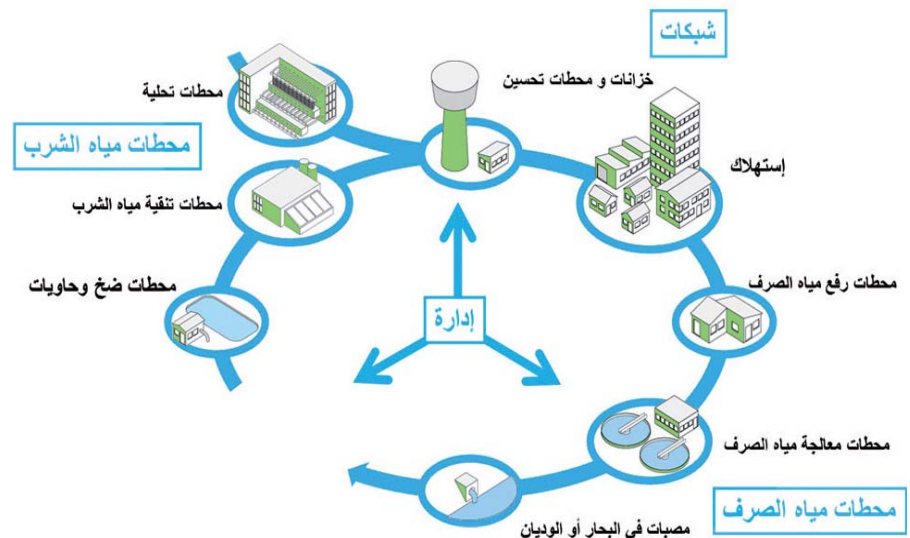 شبكات
خزانات و محطات تحسين
محطات تحلية
محطات مياه الشرب
إستهلاك
محطات تنقية مياه الشرب
محطات ضخ وحاويات
محطات رفع مياه الصرف
إدارة
محطات معالجة مياه الصرف
محطات مياه الصرف
مصبات في البحار أو الوديان